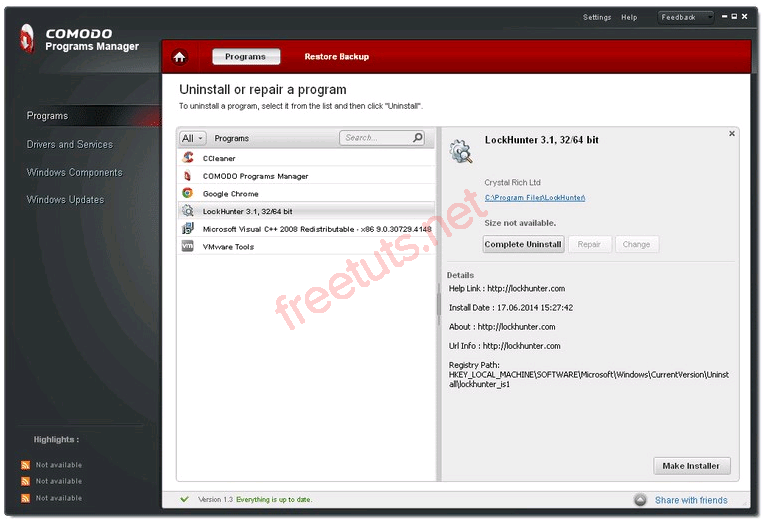 Settings Help Feedback
COMODO
Programs Manager
Programs Restore Backup
Programs
Drivers and Services
Windows Components
Windows Updates
Uninstall or repair a program
To uninstall a program, select it from the list and then click "Uninstall".
All Programs Search...
CCleaner
COMODO Programs Manager
Google Chrome
LockHunter 3.1, 32/64 bit
Microsoft Visual C++ 2008 Redistributable - x86 9.0.30729.4148
vm VMware Tools
LockHunter 3.1, 32/64 bit
Crystal Rich Ltd
C:\Program Files\LockHunter\
Size not available.
Complete Uninstall Repair Change
Details
Help Link : http://lockhunter.com
Install Date : 17.06.2014 15:27:42
About : http://lockhunter.com
Url Info : http://lockhunter.com
Registry Path:
HKEY_LOCAL_MACHINE\SOFTWARE\Microsoft\Windows\CurrentVersion\Uninst
all\lockhunter_is1
Make Installer
freetuts.net
Highlights :
Not available
Not available
Not available
Version 1.3 Everything is up to date.
Share with friends